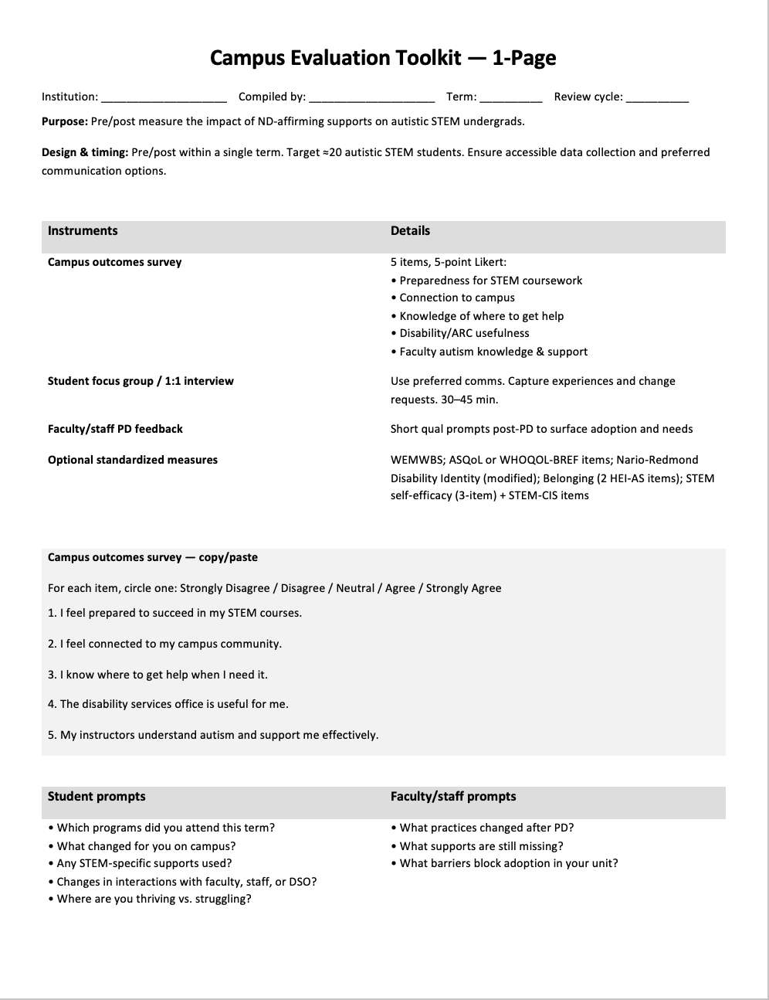 Campus Evaluation Toolkit — 1-Page
Institution: ____________________ Compiled by: ____________________ Term: __________ Review cycle: __________
Purpose: Pre/post measure the impact of ND-affirming supports on autistic STEM undergrads.
Design & timing: Pre/post within a single term. Target ≈20 autistic STEM students. Ensure accessible data collection and preferred
communication options.
Instruments
Details
Campus outcomes survey
5 items, 5-point Likert:
• Preparedness for STEM coursework
• Connection to campus
• Knowledge of where to get help
• Disability/ARC usefulness
• Faculty autism knowledge & support
Student focus group / 1:1 interview
Use preferred comms. Capture experiences and change
requests. 30–45 min.
Faculty/staff PD feedback
Short qual prompts post-PD to surface adoption and needs
Optional standardized measures
WEMWBS; ASQoL or WHOQOL-BREF items; Nario-Redmond
Disability Identity (modified); Belonging (2 HEI-AS items); STEM
self-efficacy (3-item) + STEM-CIS items
Campus outcomes survey — copy/paste
For each item, circle one: Strongly Disagree / Disagree / Neutral / Agree / Strongly Agree
1. I feel prepared to succeed in my STEM courses.
2. I feel connected to my campus community.
3. I know where to get help when I need it.
4. The disability services office is useful for me.
5. My instructors understand autism and support me effectively.
Student prompts
• Which programs did you attend this term?
• What changed for you on campus?
• Any STEM-specific supports used?
• Changes in interactions with faculty, staff, or DSO?
• Where are you thriving vs. struggling?
Faculty/staff prompts
• What practices changed after PD?
• What supports are still missing?
• What barriers block adoption in your unit?